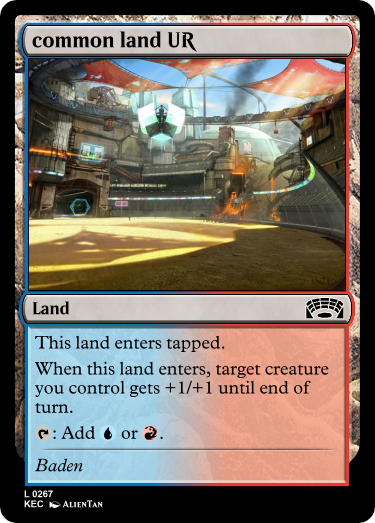 common land UR
Land
This land enters tapped.
When this land enters, target creature
you control gets +1/+1 until end of
turn.
: Add or .
Baden
L 0267
KEC AlienTan